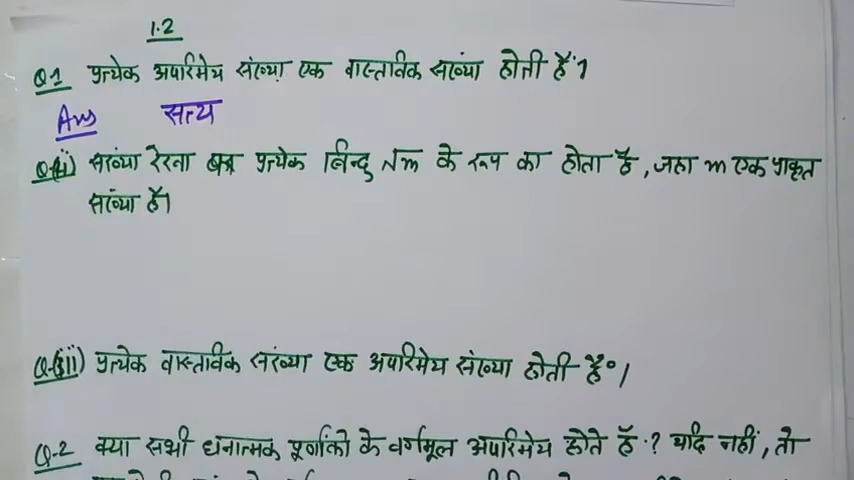 1.2
Q.1 प्रत्येक अपरिमेय संख्या एक वास्तविक संख्या होती है।
Ans सत्य
Q.(ii) संख्या रेखा का प्रत्येक बिन्दु √m के रूप का होता है, जहा m एक प्राकृत
संख्या है।
Q.(iii) प्रत्येक वास्तविक संख्या एक अपरिमेय संख्या होती है।
Q.2 क्या सभी धनात्मक पूर्णांको के वर्गमूल अपरिमेय होते है ? यदि नहीं, तो